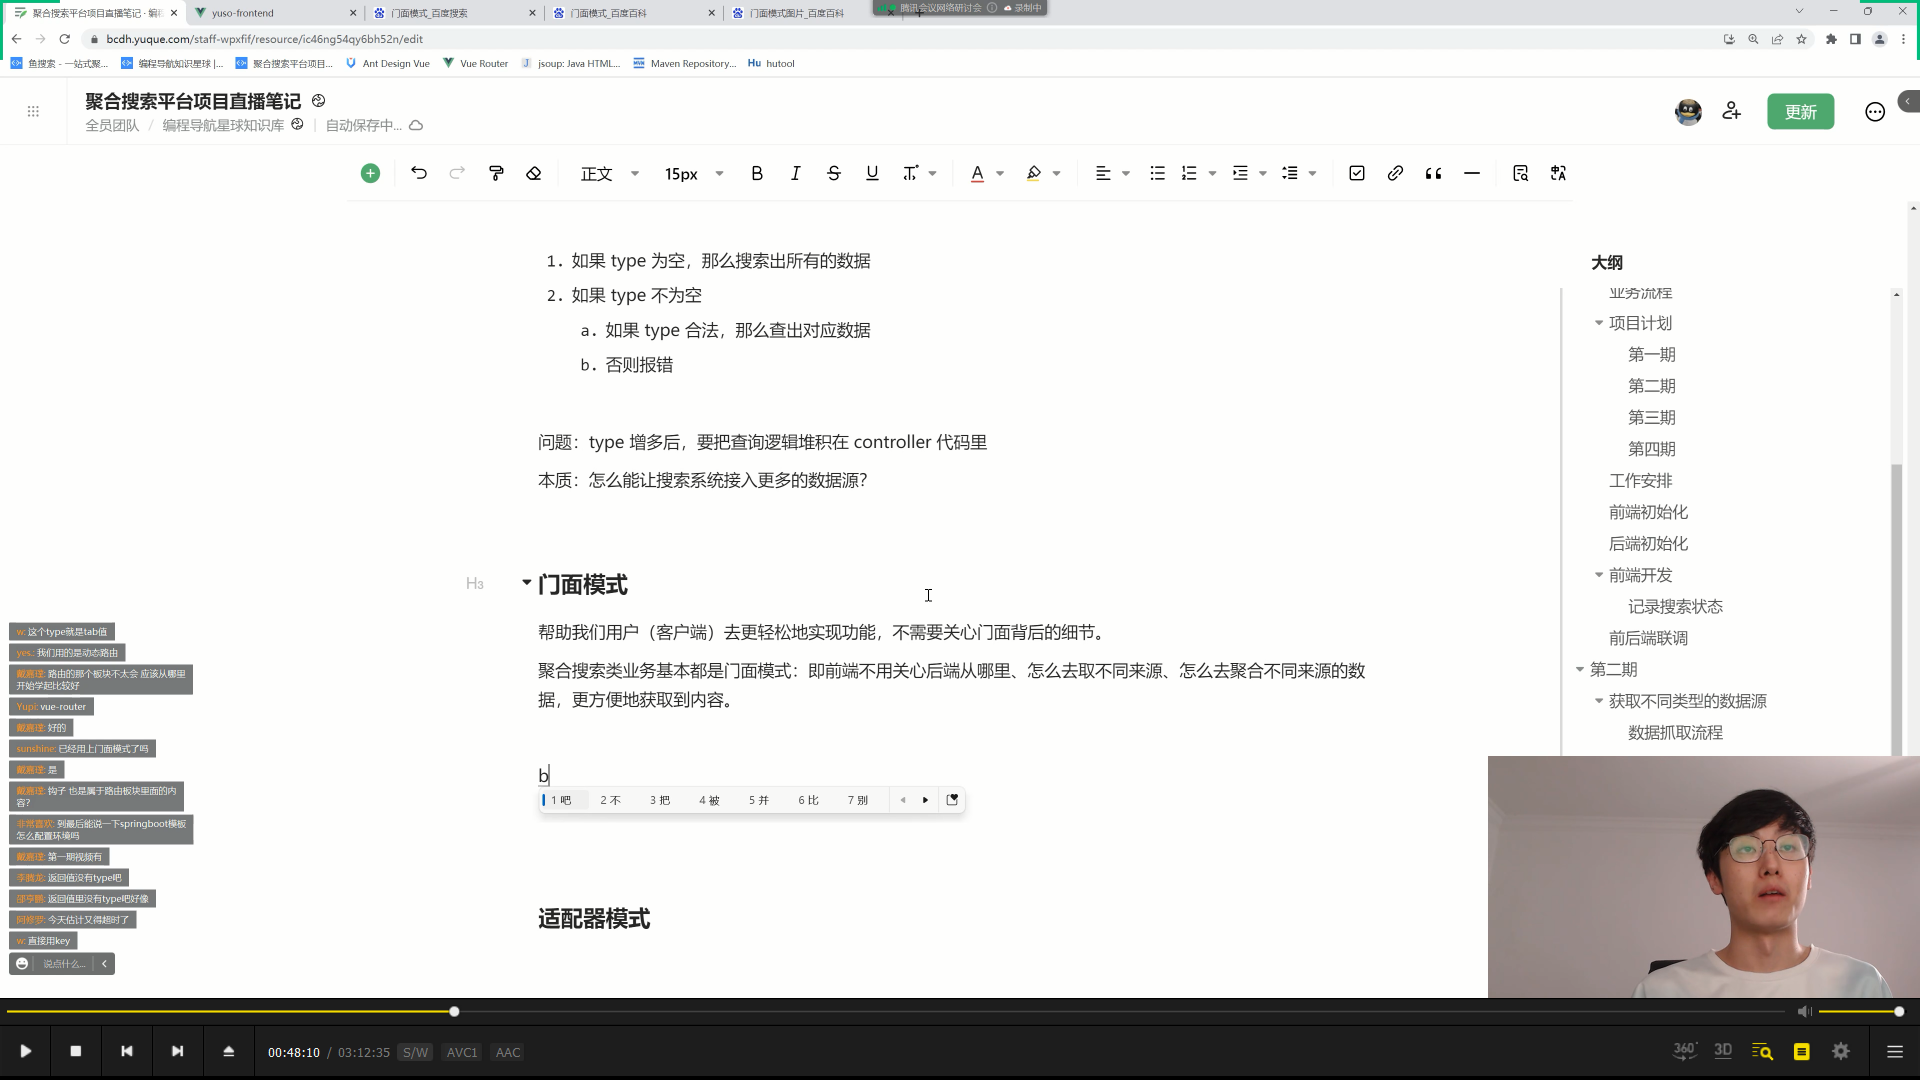 聚合搜索平台项目直播笔记 - 编程
yuso-frontend
门面模式_百度搜索
门面模式_百度百科
门面模式图片_百度百科
腾讯会议网络研讨会
录制中
bcdh.yuque.com/staff-wpxfif/resource/ic46ng54qy6bh52n/edit
鱼搜索 - 一站式聚...
编程导航知识星球 |...
聚合搜索平台项目...
Ant Design Vue
Vue Router
jsoup: Java HTML...
Maven Repository...
hutool
聚合搜索平台项目直播笔记
全员团队 / 编程导航星球知识库 | 自动保存中...
更新
正文 15px
1. 如果 type 为空，那么搜索出所有的数据
2. 如果 type 不为空
a. 如果 type 合法，那么查出对应数据
b. 否则报错
问题：type 增多后，要把查询逻辑堆积在 controller 代码里
本质：怎么能让搜索系统接入更多的数据源？
H3
门面模式
帮助我们用户（客户端）去更轻松地实现功能，不需要关心门面背后的细节。
聚合搜索类业务基本都是门面模式：即前端不用关心后端从哪里、怎么去取不同来源、怎么去聚合不同来源的数
据，更方便地获取到内容。
b
1 吧 2 不 3 把 4 被 5 并 6 比 7 别
适配器模式
大纲
业务流程
项目计划
第一期
第二期
第三期
第四期
工作安排
前端初始化
后端初始化
前端开发
记录搜索状态
前后端联调
第二期
获取不同类型的数据源
数据抓取流程
w: 这个type就是tab值
yes.: 我们用的是动态路由
戴嘉瑾: 路由的那个板块不太会 应该从哪里
开始学起比较好
Yupi: vue-router
戴嘉瑾: 好的
sunshine: 已经用上门面模式了吗
戴嘉瑾: 是
戴嘉瑾: 钩子 也是属于路由板块里面的内
容?
非常喜欢: 到最后能说一下springboot模板
怎么配置环境吗
戴嘉瑾: 第一期视频有
返回值没有type吧
返回值里没有type吧好像
阿修罗: 今天估计又得超时了
w: 直接用key
说点什么...
00:48:10 / 03:12:35 S/W AVC1 AAC
360° 3D